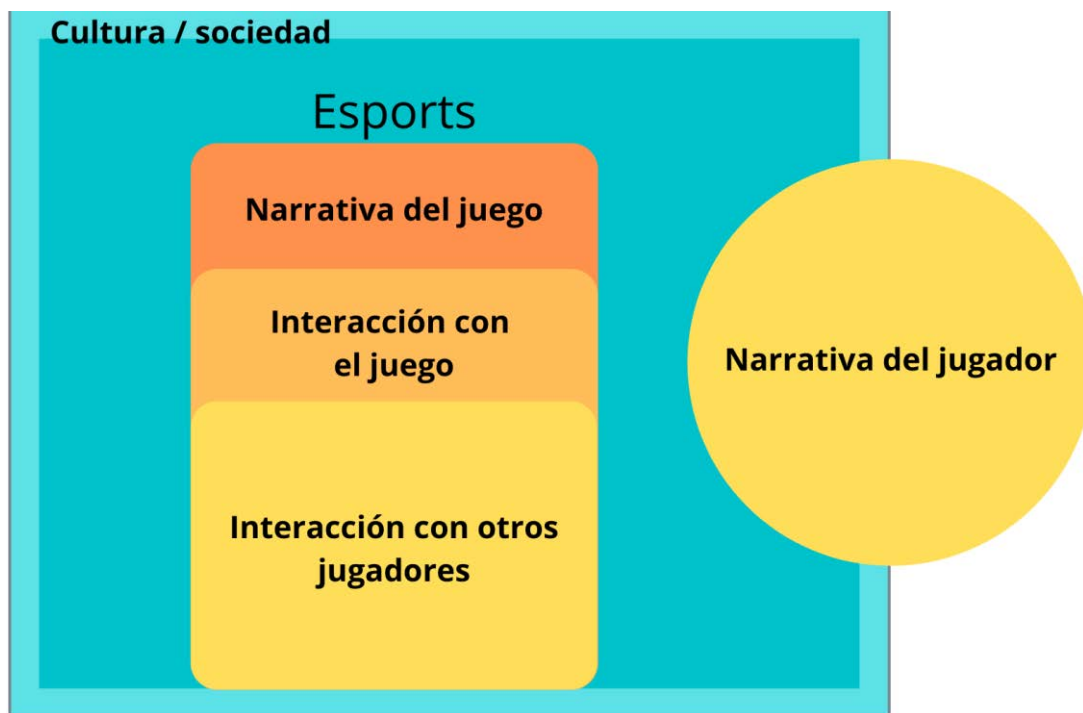 Cultura / sociedad
Esports
Narrativa del juego
Interacción con
el juego
Narrativa del jugador
Interacción con otros
jugadores